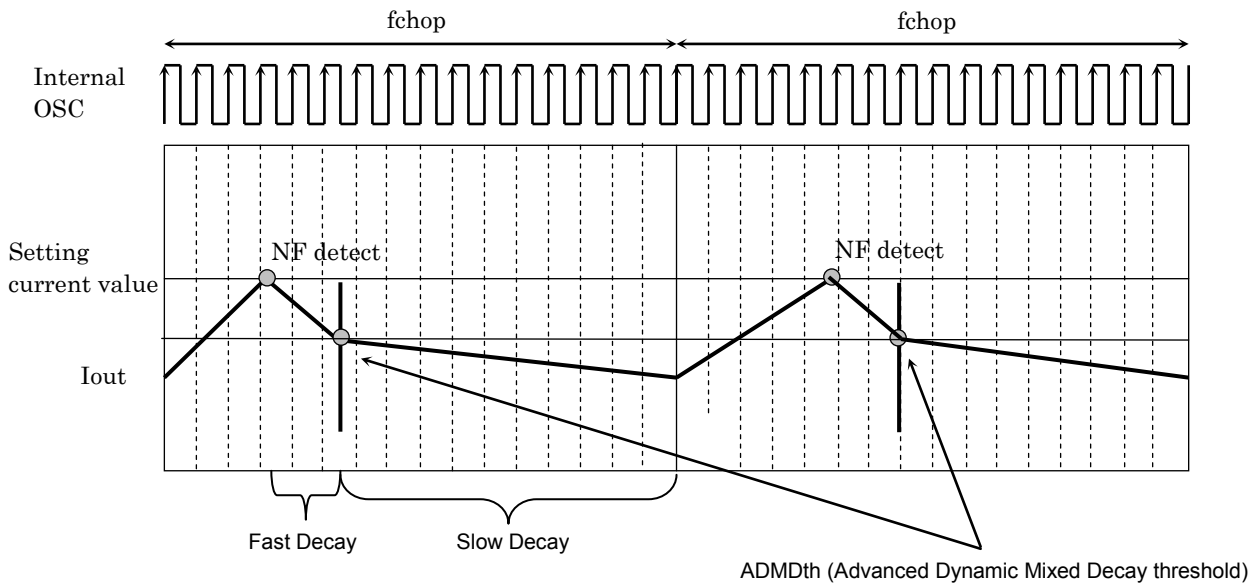 fchop
fchop
Internal
OSC
NF detect
NF detect
Setting
current value
Iout
Fast Decay
Slow Decay
ADMDth (Advanced Dynamic Mixed Decay threshold)